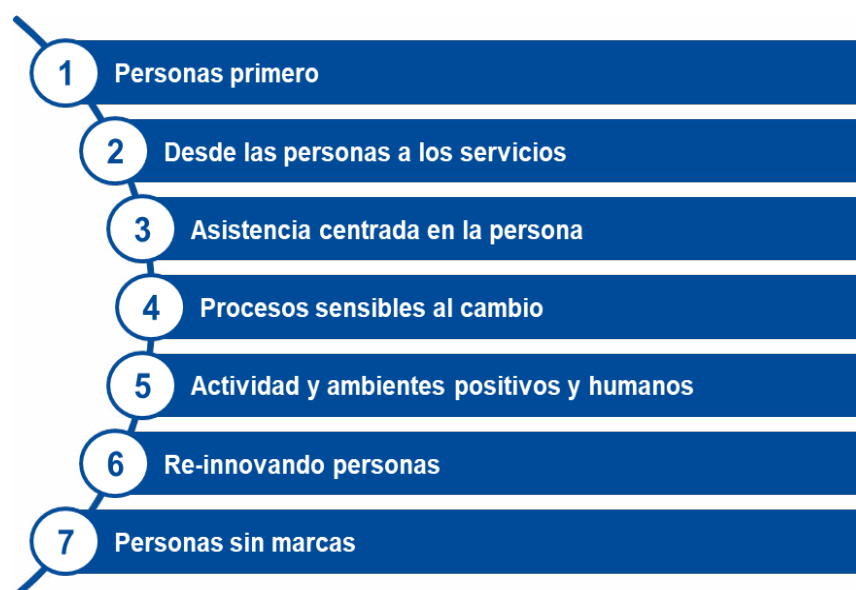 1 Personas primero
2 Desde las personas a los servicios
3 Asistencia centrada en la persona
4 Procesos sensibles al cambio
5 Actividad y ambientes positivos y humanos
6 Re-innovando personas
7 Personas sin marcas